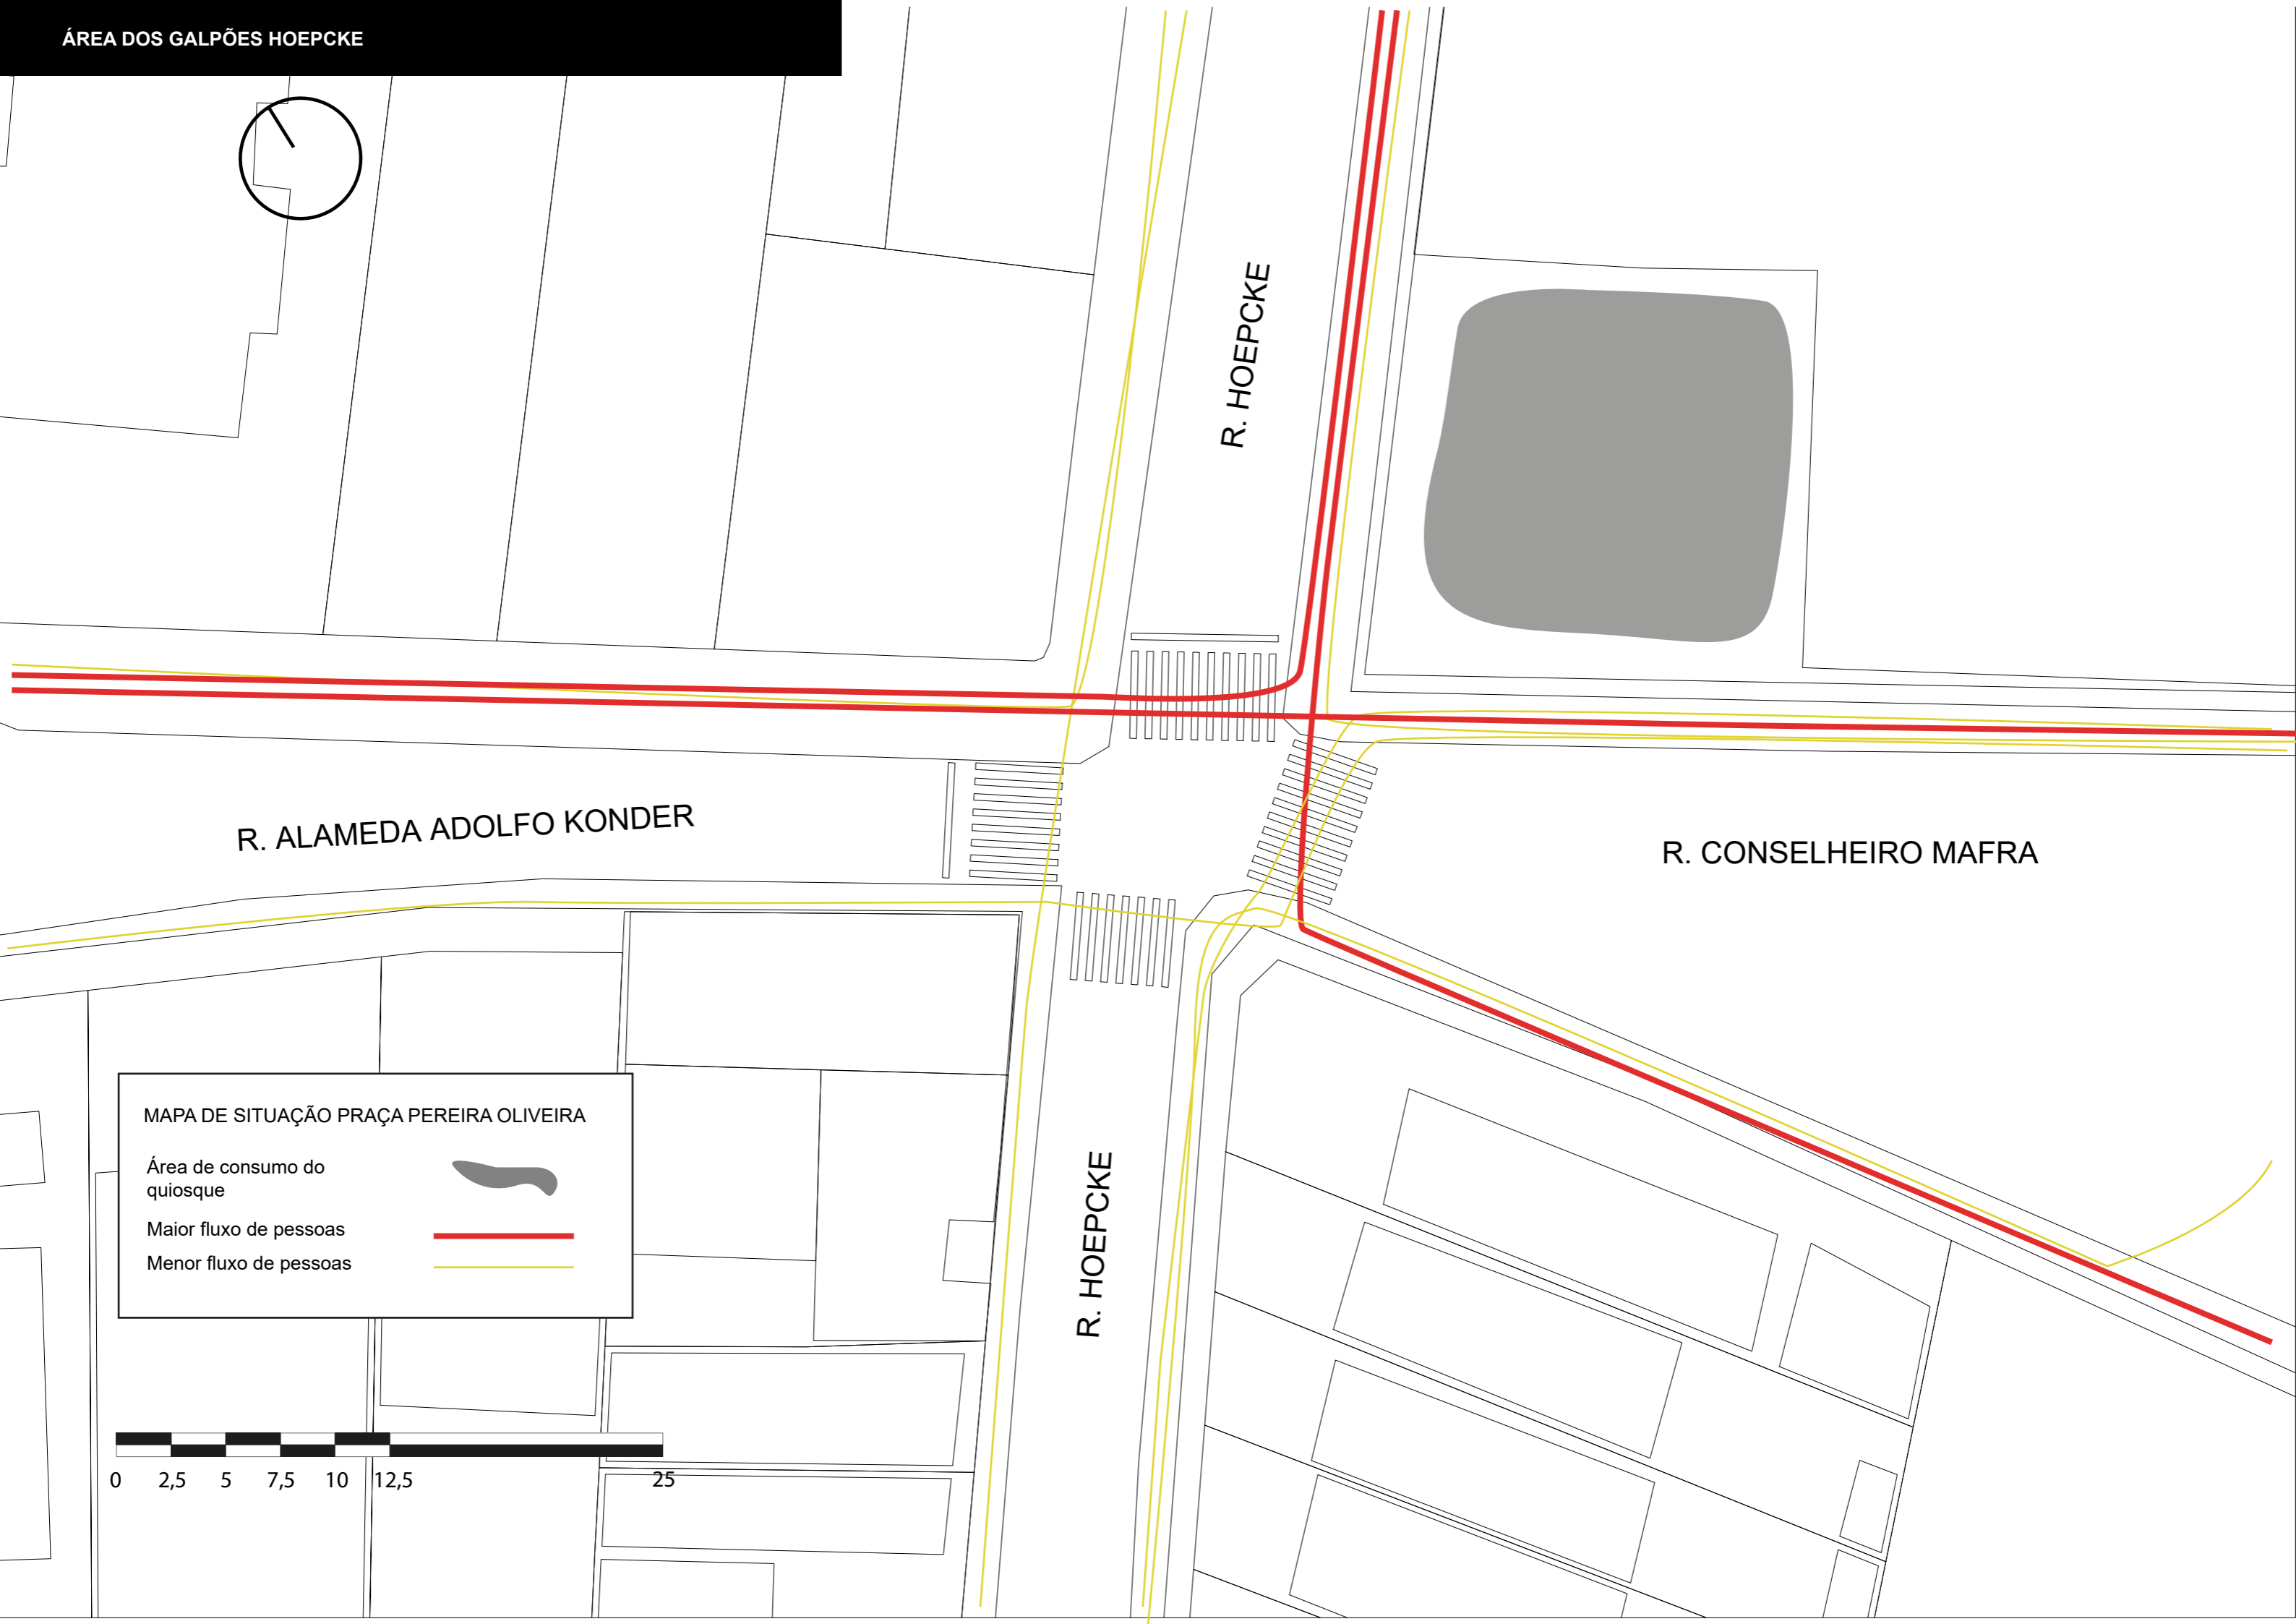 ÁREA DOS GALPÕES HOEPCKE
R. HOEPCKE
R. ALAMEDA ADOLFO KONDER
R. CONSELHEIRO MAFRA
R. HOEPCKE
MAPA DE SITUAÇÃO PRAÇA PEREIRA OLIVEIRA
Área de consumo do
quiosque
Maior fluxo de pessoas
Menor fluxo de pessoas
0 2,5 5 7,5 10 12,5 25